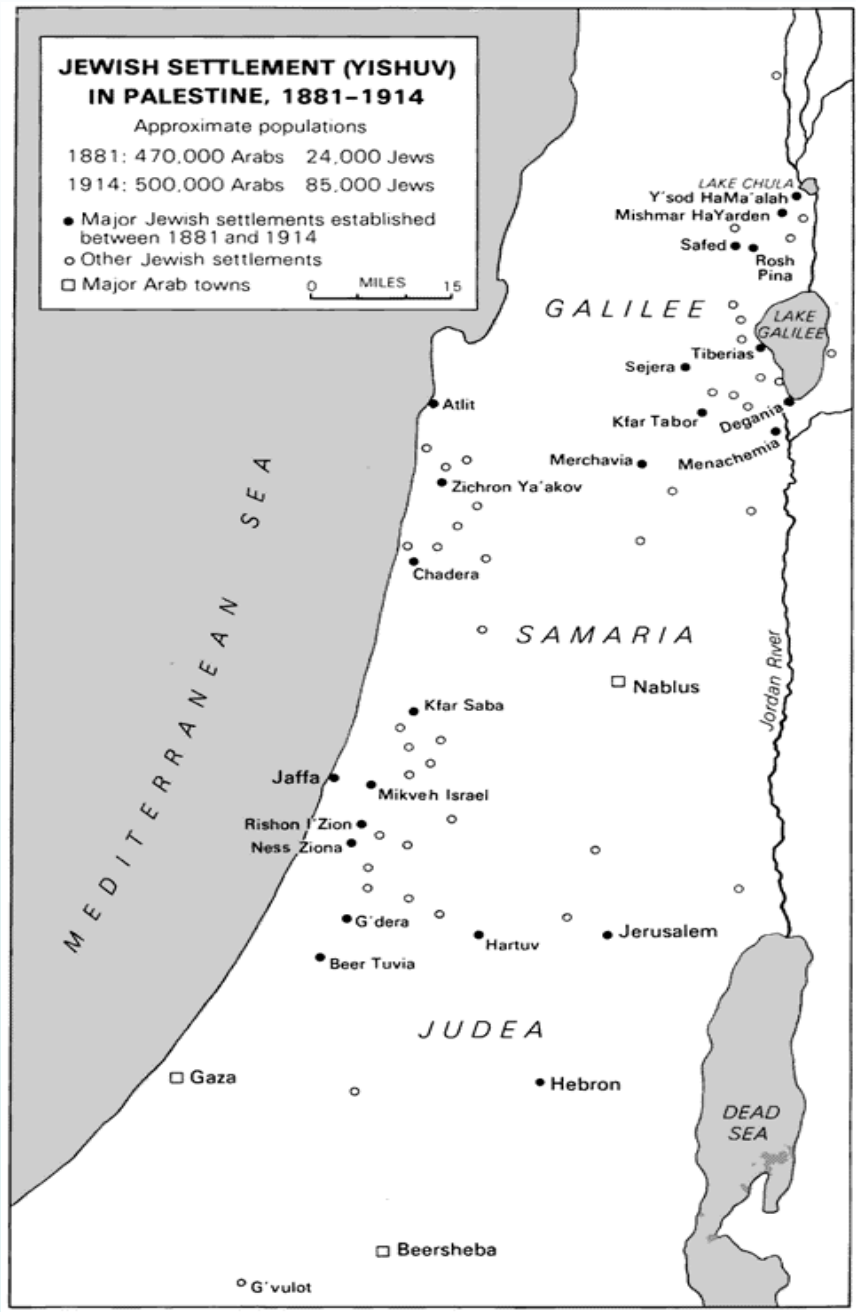 JEWISH SETTLEMENT (YISHUV)
IN PALESTINE, 1881–1914
Approximate populations
1881: 470,000 Arabs 24,000 Jews
1914: 500,000 Arabs 85,000 Jews
Major Jewish settlements established
between 1881 and 1914
Other Jewish settlements
Major Arab towns
0 MILES 15
LAKE CHULA
Y'sod HaMa'alah
Mishmar HaYarden
Safed
Rosh
Pina
GALILEE
LAKE
GALILEE
Tiberias
Sejera
Atlit
Kfar Tabor
Degania
Merchavia
Menachemia
Zichron Ya'akov
MEDITERRANEAN SEA
Chadera
SAMARIA
Nablus
Jordan River
Kfar Saba
Jaffa
Mikveh Israel
Rishon l'Zion
Ness Ziona
G'dera
Hartuv
Jerusalem
Beer Tuvia
JUDEA
Gaza
Hebron
DEAD
SEA
Beersheba
G'vulot